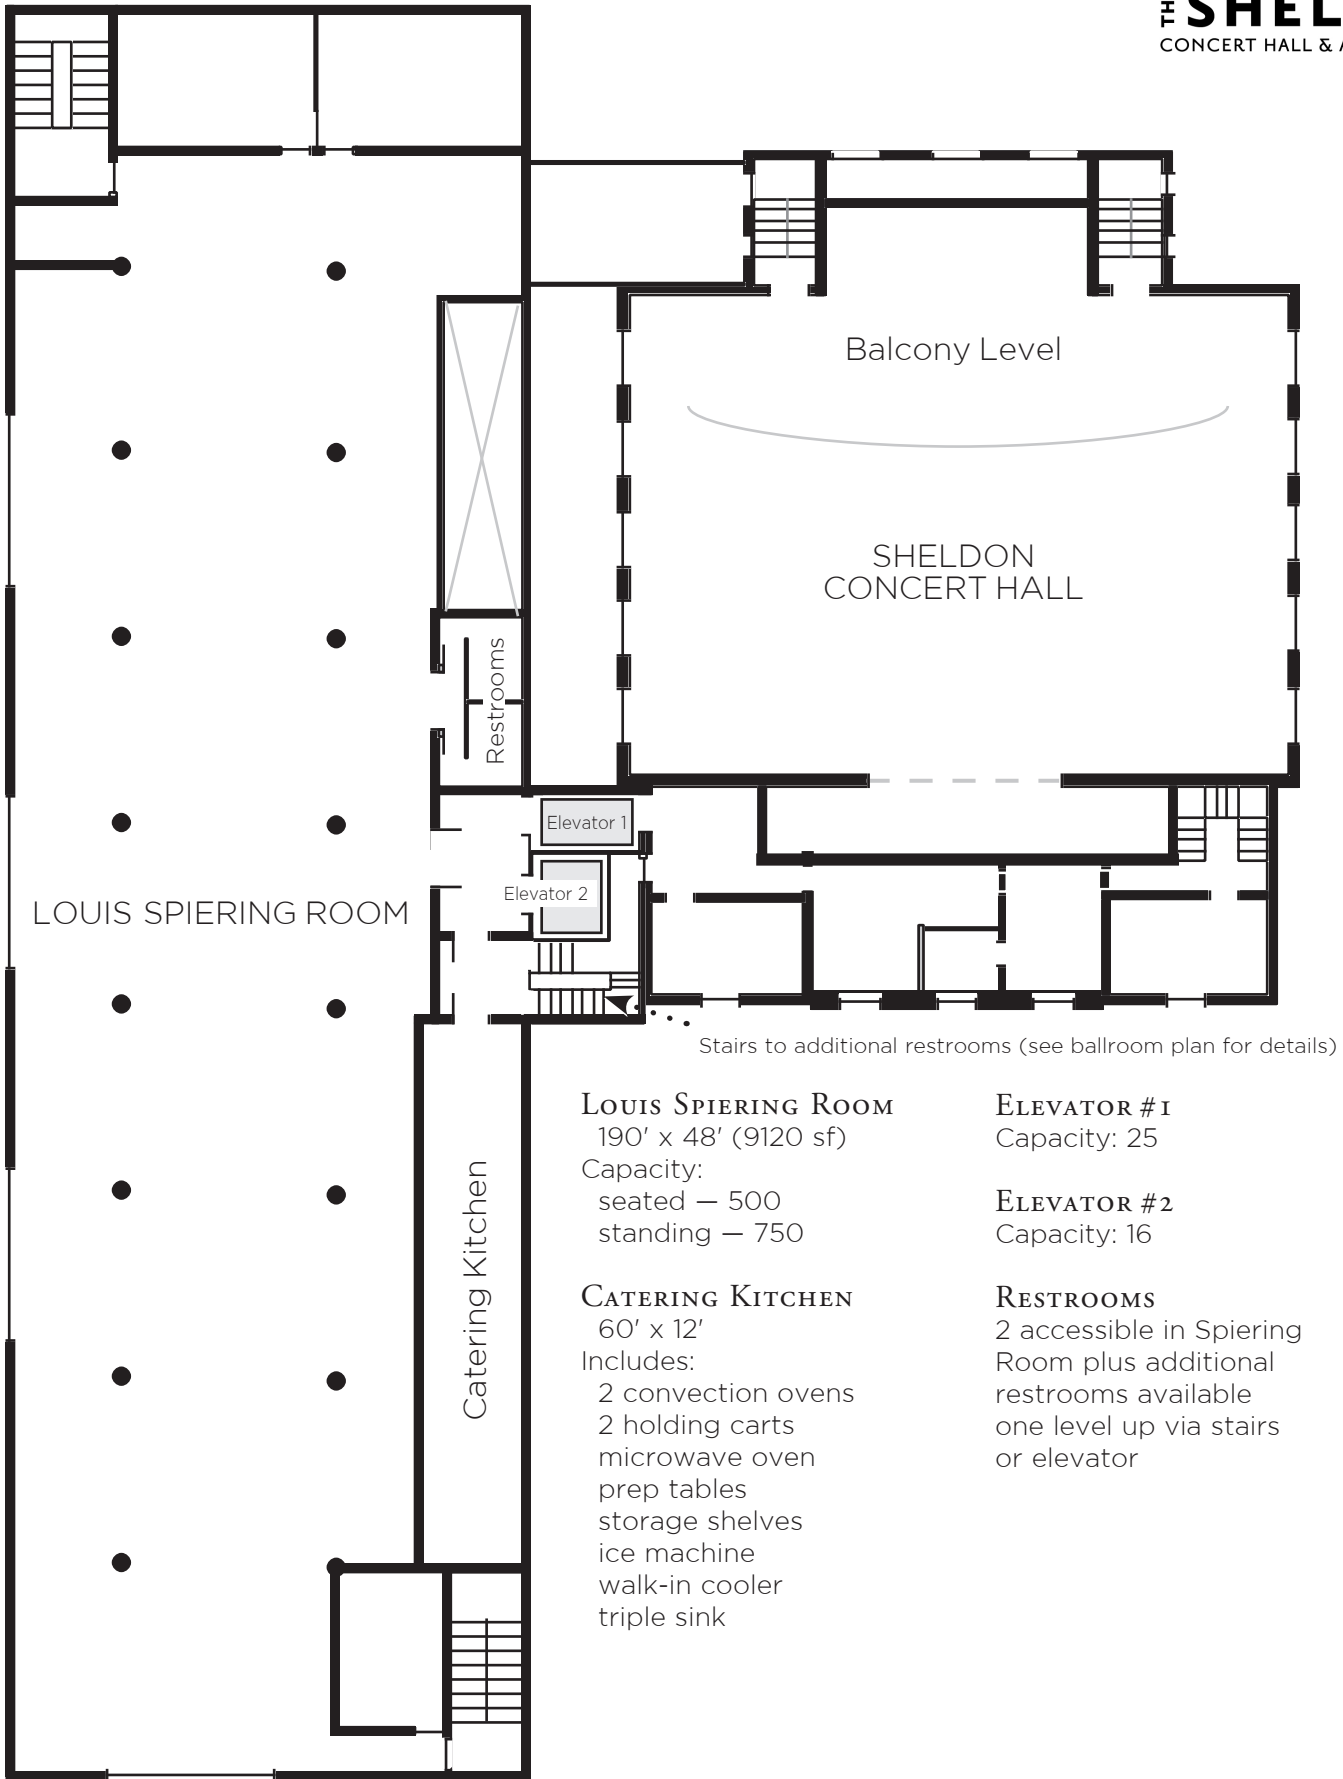 THE SHEL
CONCERT HALL & A
Balcony Level
SHELDON
CONCERT HALL
Restrooms
Elevator 1
Elevator 2
LOUIS SPIERING ROOM
Stairs to additional restrooms (see ballroom plan for details)
Catering Kitchen
LOUIS SPIERING ROOM
190' x 48' (9120 sf)
Capacity:
seated — 500
standing — 750
CATERING KITCHEN
60' x 12'
Includes:
2 convection ovens
2 holding carts
microwave oven
prep tables
storage shelves
ice machine
walk-in cooler
triple sink
ELEVATOR #1
Capacity: 25
ELEVATOR #2
Capacity: 16
RESTROOMS
2 accessible in Spiering
Room plus additional
restrooms available
one level up via stairs
or elevator